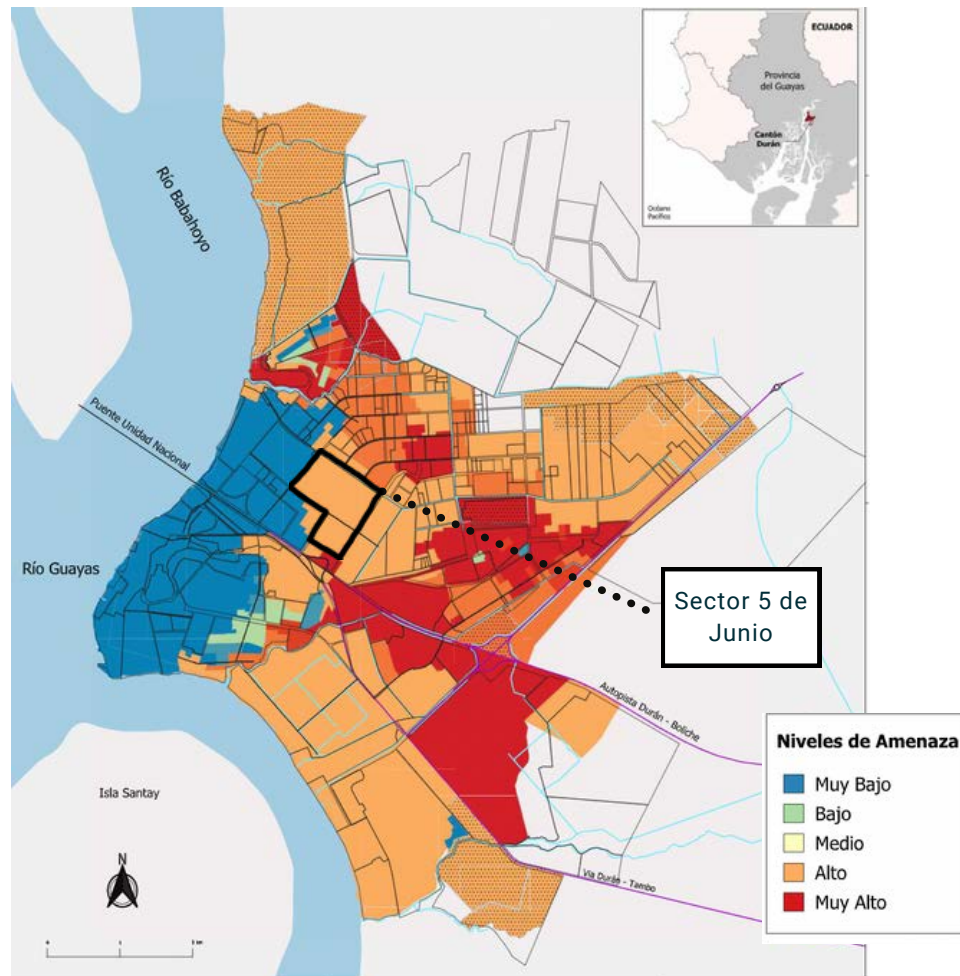 ECUADOR
Provincia
del Guayas
Cantón
Durán
Océano
Pacífico
Río Babahoyo
Puente Unidad Nacional
Río Guayas
Sector 5 de
Junio
Autopista Durán - Boliche
Niveles de Amenaza
Muy Bajo
Bajo
Medio
Alto
Muy Alto
Isla Santay
N
Vía Durán - Tambo